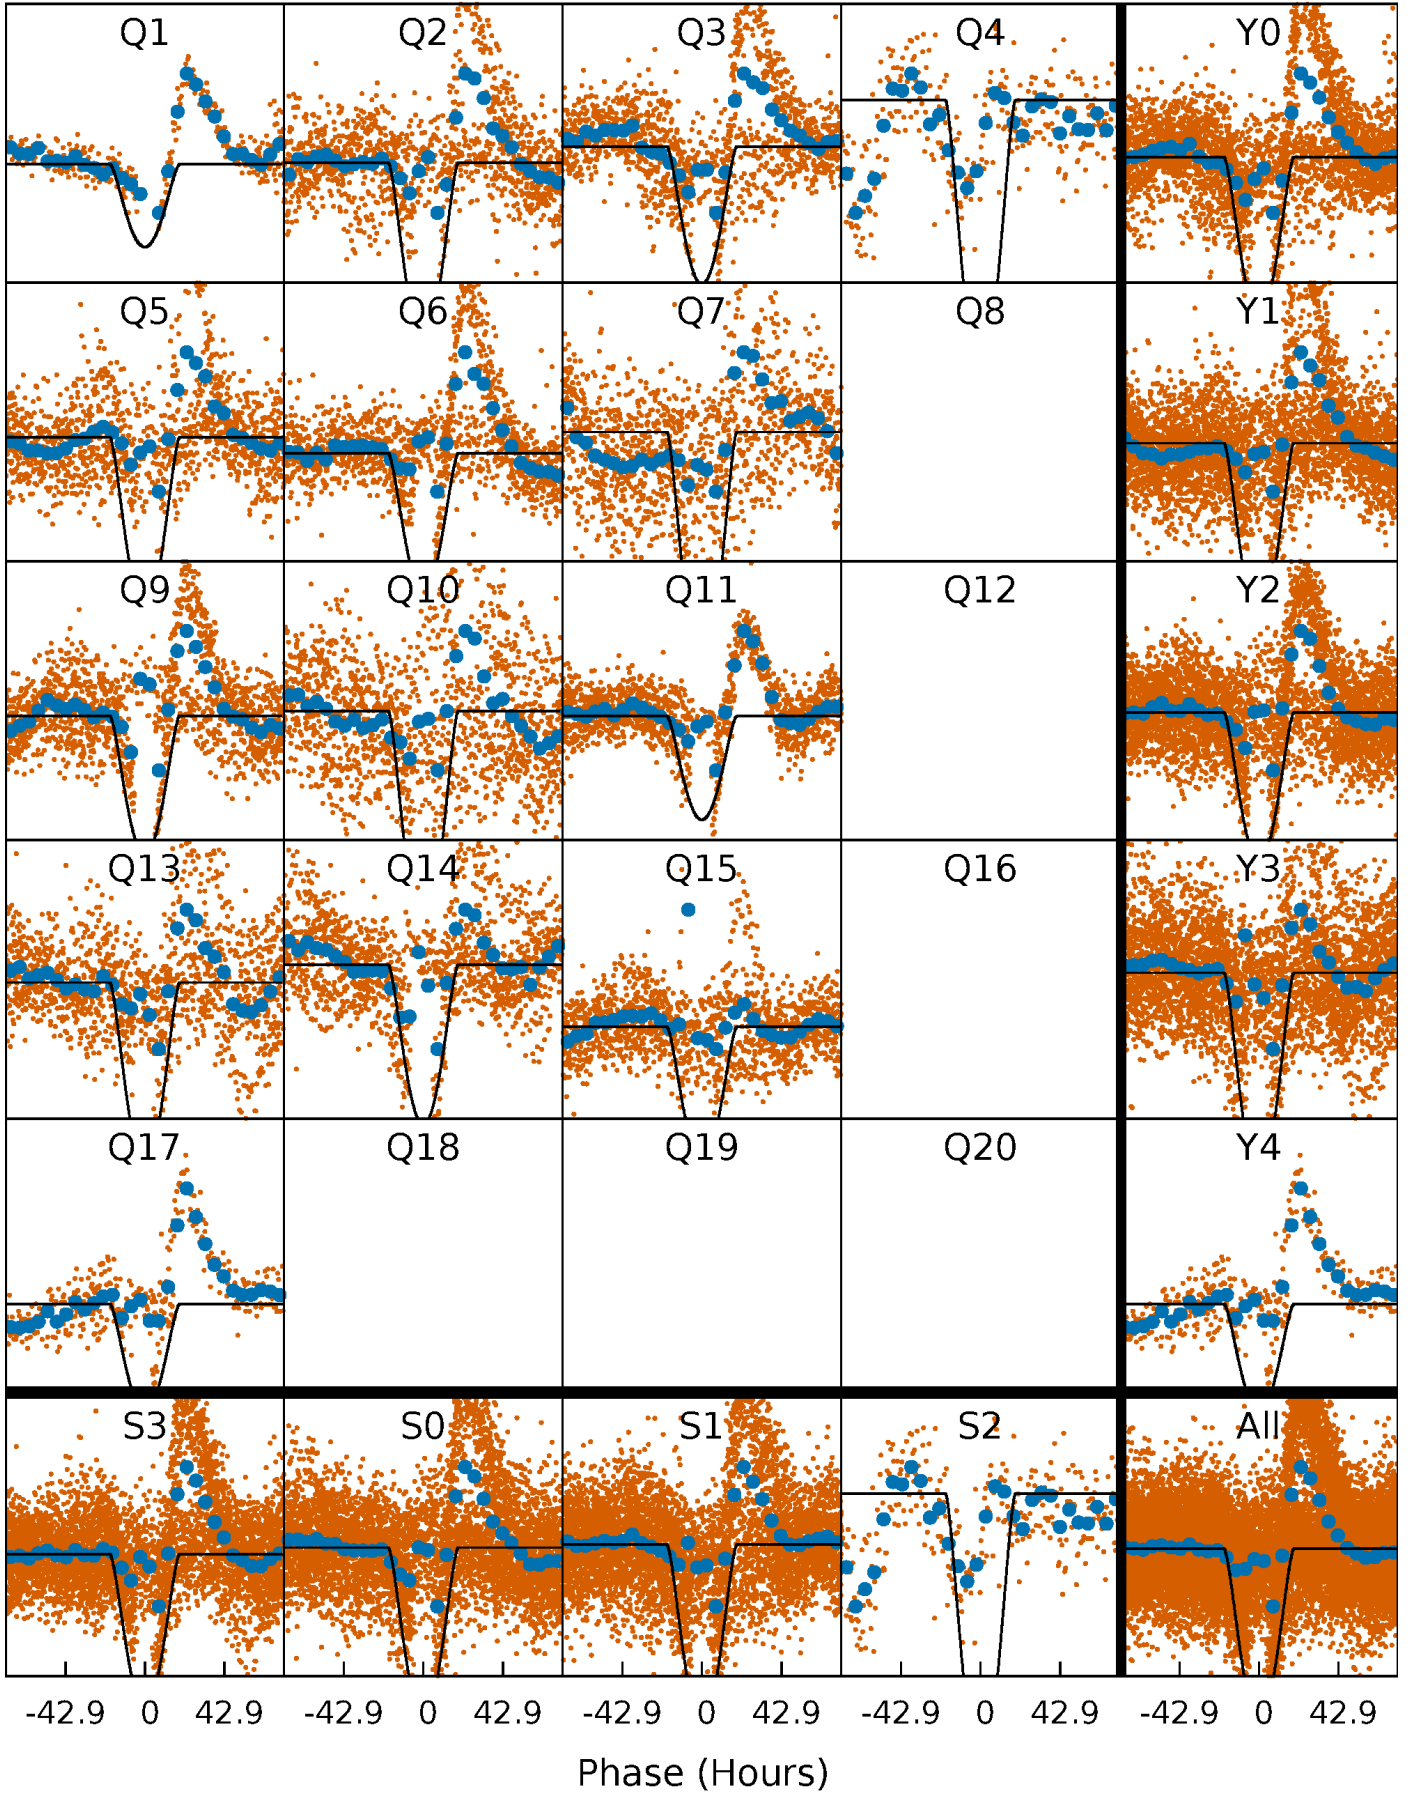 Q1 Q2 Q3 Q4 Y0
Q5 Q6 Q7 Q8 Y1
Q9 Q10 Q11 Q12 Y2
Q13 Q14 Q15 Q16 Y3
Q17 Q18 Q19 Q20 Y4
S3 S0 S1 S2 All
-42.9 0 42.9 -42.9 0 42.9 -42.9 0 42.9 -42.9 0 42.9 -42.9 0 42.9
Phase (Hours)